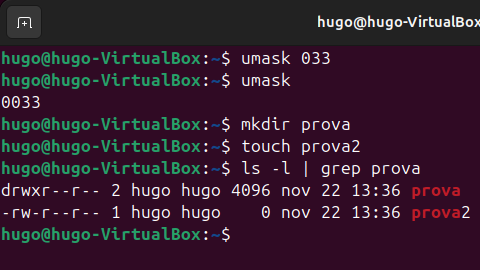 hugo@hugo-VirtualBox
hugo@hugo-VirtualBox:~$ umask 033
hugo@hugo-VirtualBox:~$ umask
0033
hugo@hugo-VirtualBox:~$ mkdir prova
hugo@hugo-VirtualBox:~$ touch prova2
hugo@hugo-VirtualBox:~$ ls -l | grep prova
drwxr--r-- 2 hugo hugo 4096 nov 22 13:36 prova
-rw-r--r-- 1 hugo hugo    0 nov 22 13:36 prova2
hugo@hugo-VirtualBox:~$